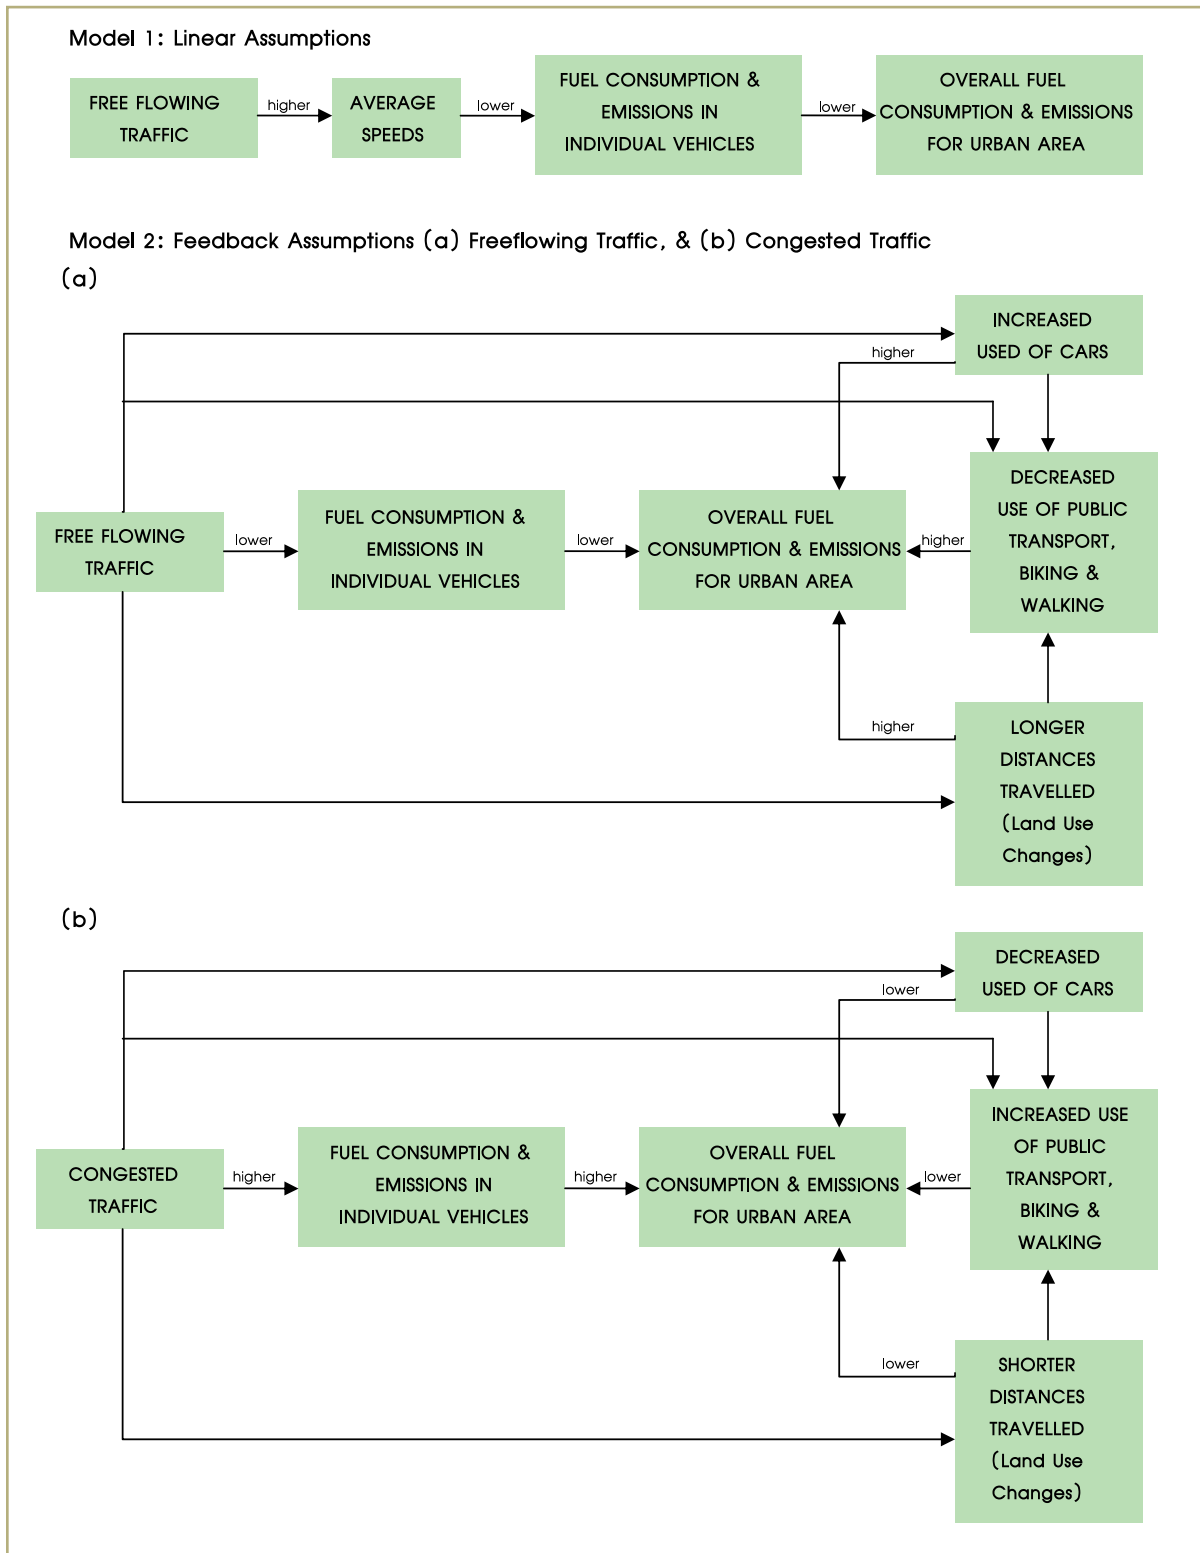 Model 1: Linear Assumptions
FREE FLOWING
TRAFFIC
higher
AVERAGE
SPEEDS
lower
FUEL CONSUMPTION &
EMISSIONS IN
INDIVIDUAL VEHICLES
lower
OVERALL FUEL
CONSUMPTION & EMISSIONS
FOR URBAN AREA
Model 2: Feedback Assumptions (a) Freeflowing Traffic, & (b) Congested Traffic
(a)
INCREASED
USED OF CARS
higher
FREE FLOWING
TRAFFIC
lower
FUEL CONSUMPTION &
EMISSIONS IN
INDIVIDUAL VEHICLES
lower
OVERALL FUEL
CONSUMPTION & EMISSIONS
FOR URBAN AREA
higher
DECREASED
USE OF PUBLIC
TRANSPORT,
BIKING &
WALKING
higher
LONGER
DISTANCES
TRAVELLED
(Land Use
Changes)
(b)
DECREASED
USED OF CARS
lower
CONGESTED
TRAFFIC
higher
FUEL CONSUMPTION &
EMISSIONS IN
INDIVIDUAL VEHICLES
higher
OVERALL FUEL
CONSUMPTION & EMISSIONS
FOR URBAN AREA
lower
INCREASED USE
OF PUBLIC
TRANSPORT,
BIKING &
WALKING
lower
SHORTER
DISTANCES
TRAVELLED
(Land Use
Changes)